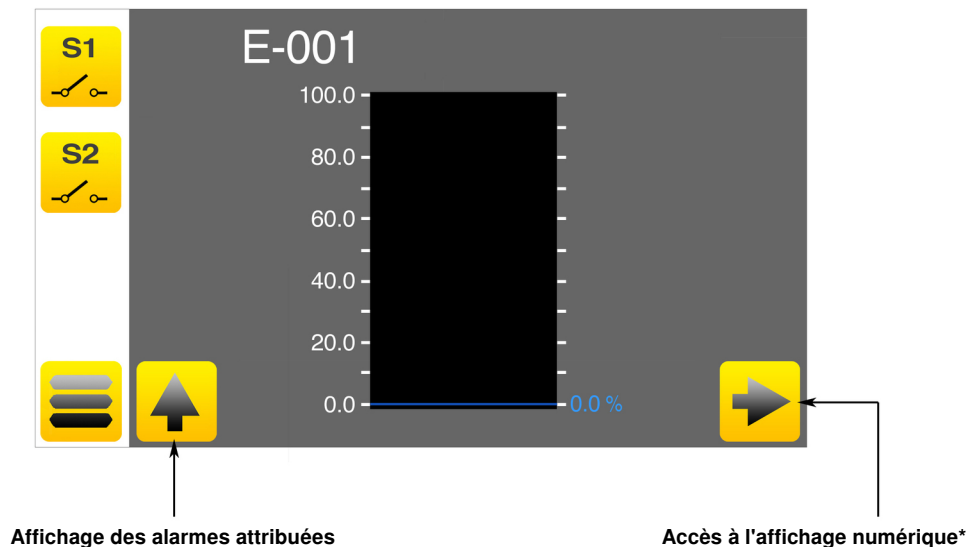 S1
S2
E-001
100.0
80.0
60.0
40.0
20.0
0.0
0.0 %
Affichage des alarmes attribuées
Accès à l'affichage numérique*